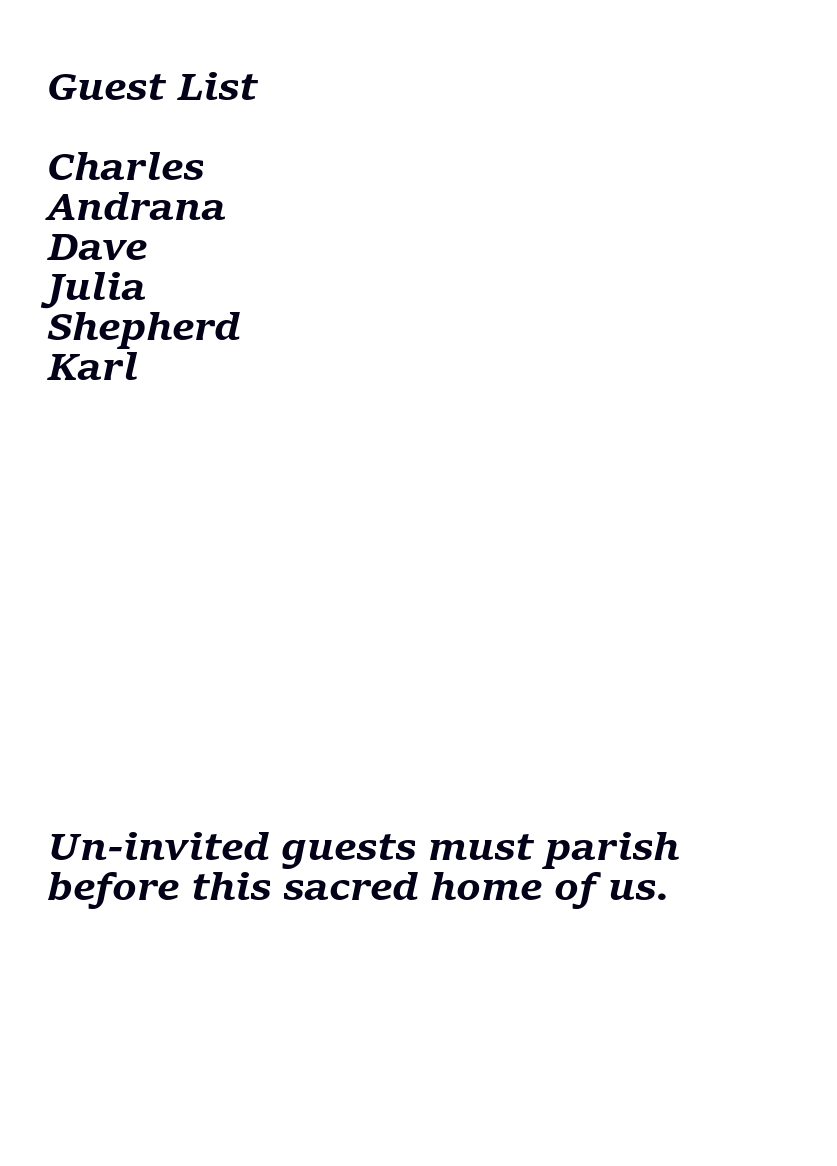 Guest List
Charles
Andrana
Dave
Julia
Shepherd
Karl
Un-invited guests must parish
before this sacred home of us.